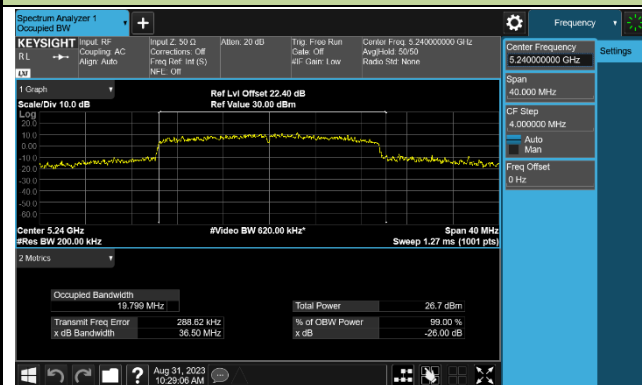 Spectrum Analyzer 1
Occupied BW
Frequency
KEYSIGHT
RL
LXI
Input: RF
Coupling: AC
Align: Auto
Input Z: 50 Ω
Corrections: Off
Freq Ref: Int (S)
NFE: Off
Atten: 20 dB
Trig: Free Run
Gate: Off
#IF Gain: Low
Center Freq: 5.240000000 GHz
Avg|Hold: 50/50
Radio Std: None
Center Frequency
5.240000000 GHz
Settings
Span
40.000 MHz
CF Step
4.000000 MHz
Auto
Man
Freq Offset
0 Hz
1 Graph
Scale/Div 10.0 dB
Ref Lvl Offset 22.40 dB
Ref Value 30.00 dBm
Log
20.0
10.0
0.00
-10.0
-20.0
-30.0
-40.0
-50.0
-60.0
Center 5.24 GHz
#Res BW 200.00 kHz
#Video BW 620.00 kHz*
Span 40 MHz
Sweep 1.27 ms (1001 pts)
2 Metrics
Occupied Bandwidth
19.799 MHz
Total Power 26.7 dBm
Transmit Freq Error 288.62 kHz
% of OBW Power 99.00 %
x dB Bandwidth 36.50 MHz
x dB -26.00 dB
Aug 31, 2023
10:29:06 AM